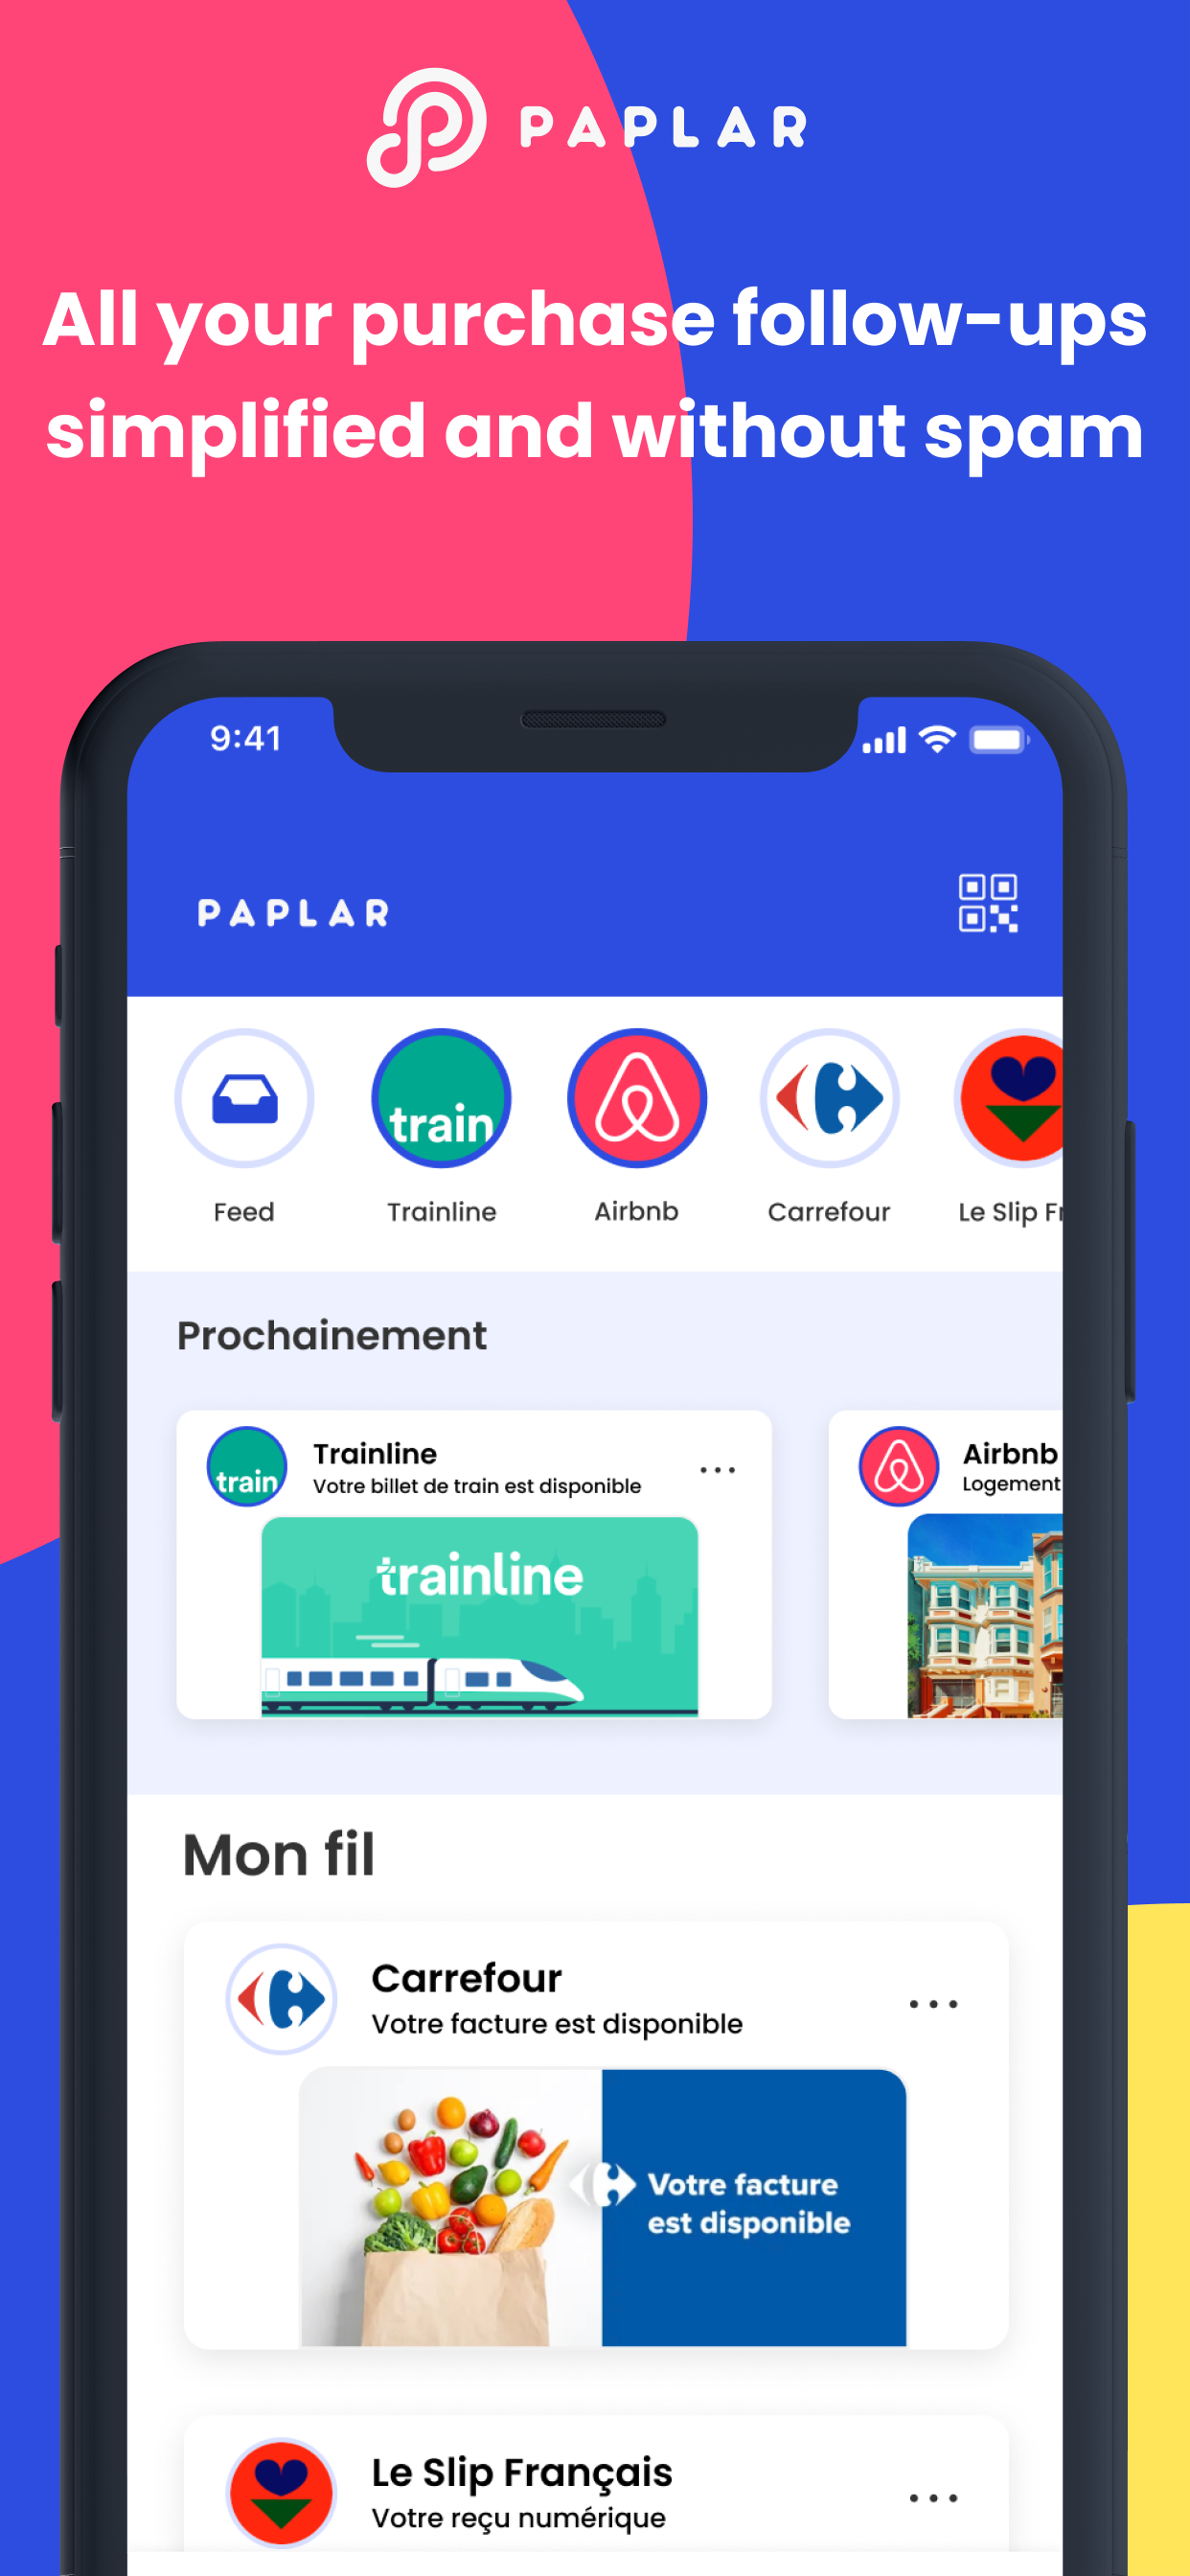 PAPLAR
All your purchase follow-ups
simplified and without spam
9:41
PAPLAR
train
Feed
Trainline
Airbnb
Carrefour
Le Slip Fr
Prochainement
train
Trainline
Votre billet de train est disponible
trainline
Airbnb
Logement
Mon fil
Carrefour
Votre facture est disponible
Votre facture
est disponible
Le Slip Français
Votre reçu numérique